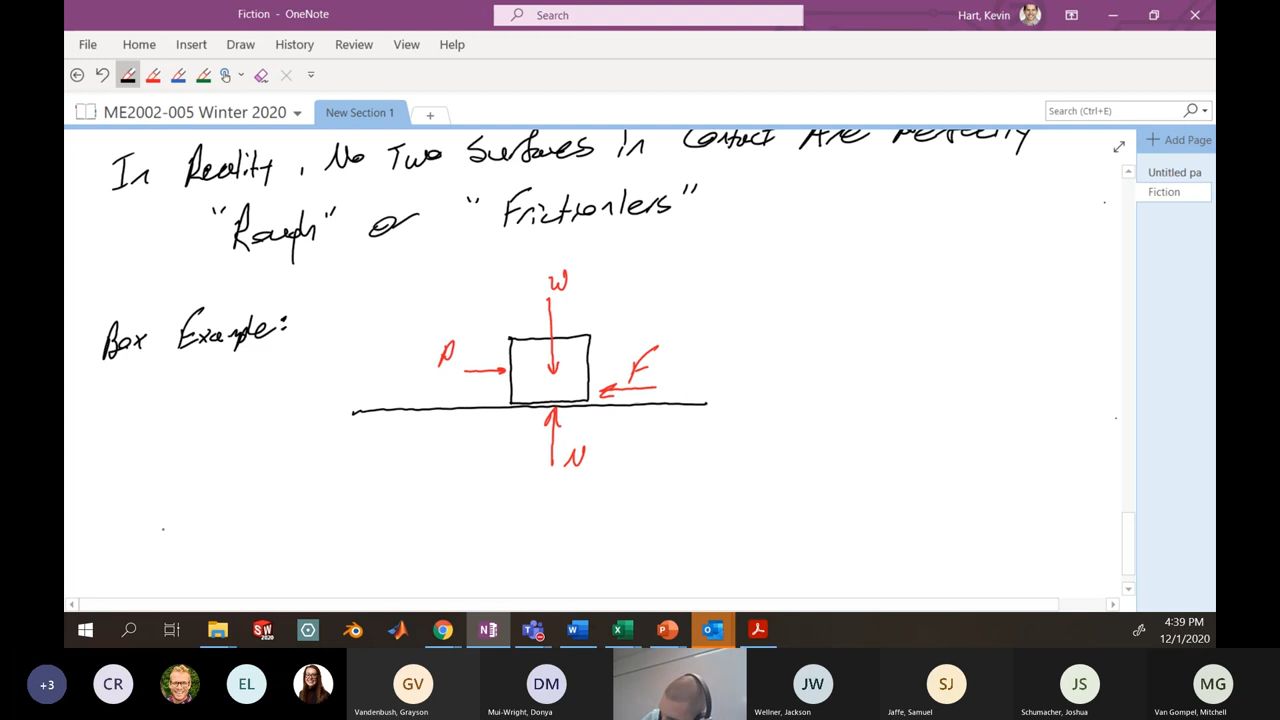 Fiction - OneNote
Search
Hart, Kevin
File Home Insert Draw History Review View Help
ME2002-005 Winter 2020
New Section 1
+
Search (Ctrl+E)
+ Add Page
Untitled pa
Fiction
In Reality, No Two Surfaces in Contact Are Perfectly
"Rough" or "Frictionless"
Box Example:
W
P
F
N
SW
2020
4:39 PM
12/1/2020
+3
CR
EL
GV
Vandenbush, Grayson
DM
Mui-Wright, Donya
JW
Wellner, Jackson
SJ
Jaffe, Samuel
JS
Schumacher, Joshua
MG
Van Gompel, Mitchell